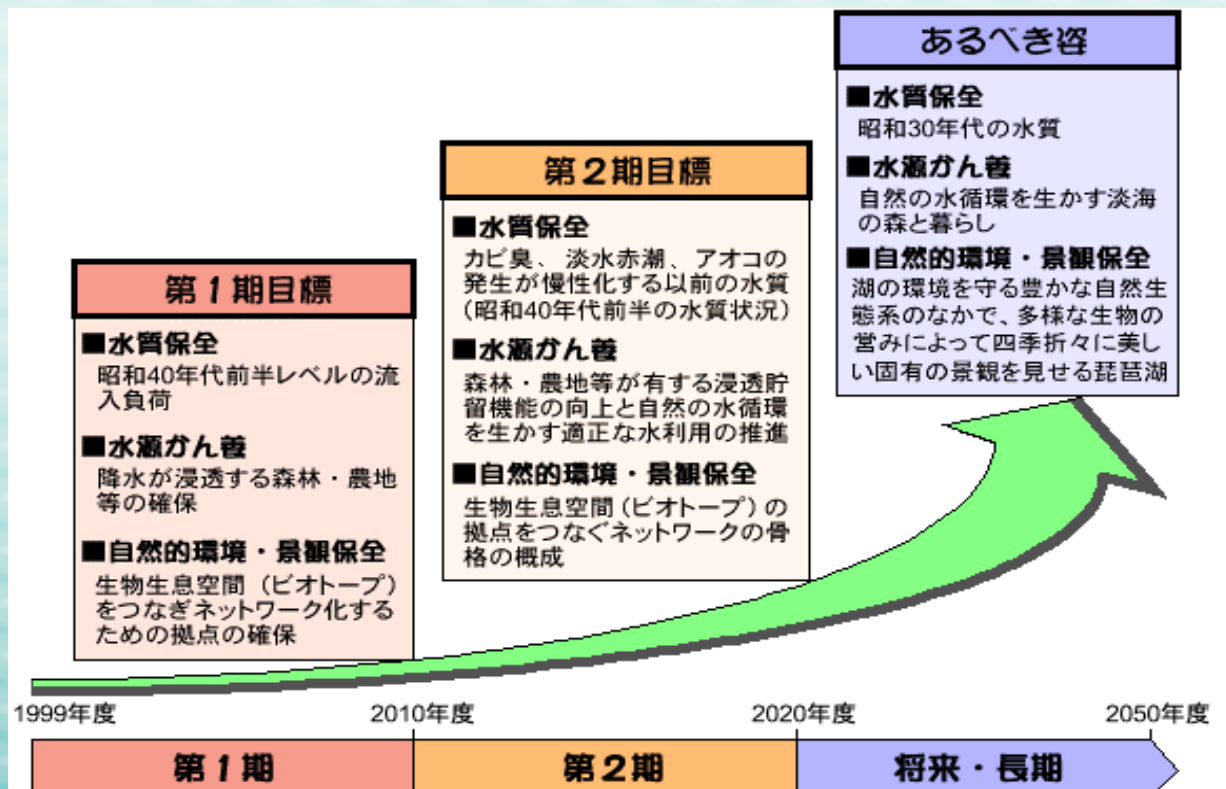 あるべき姿
■水質保全
昭和30年代の水質
■水源かん養
自然の水循環を生かす淡海
の森と暮らし
■自然的環境・景観保全
湖の環境を守る豊かな自然生
態系のなかで、多様な生物の
営みによって四季折々に美し
い固有の景観を見せる琵琶湖
第2期目標
■水質保全
カビ臭、淡水赤潮、アオコの
発生が慢性化する以前の水質
(昭和40年代前半の水質状況)
■水源かん養
森林・農地等が有する浸透貯
留機能の向上と自然の水循環
を生かす適正な水利用の推進
■自然的環境・景観保全
生物生息空間(ビオトープ)の
拠点をつなぐネットワークの骨
格の概成
第1期目標
■水質保全
昭和40年代前半レベルの流
入負荷
■水源かん養
降水が浸透する森林・農地
等の確保
■自然的環境・景観保全
生物生息空間(ビオトープ)
をつなぎネットワーク化する
ための拠点の確保
1999年度 2010年度 2020年度 2050年度
第1期 第2期 将来・長期